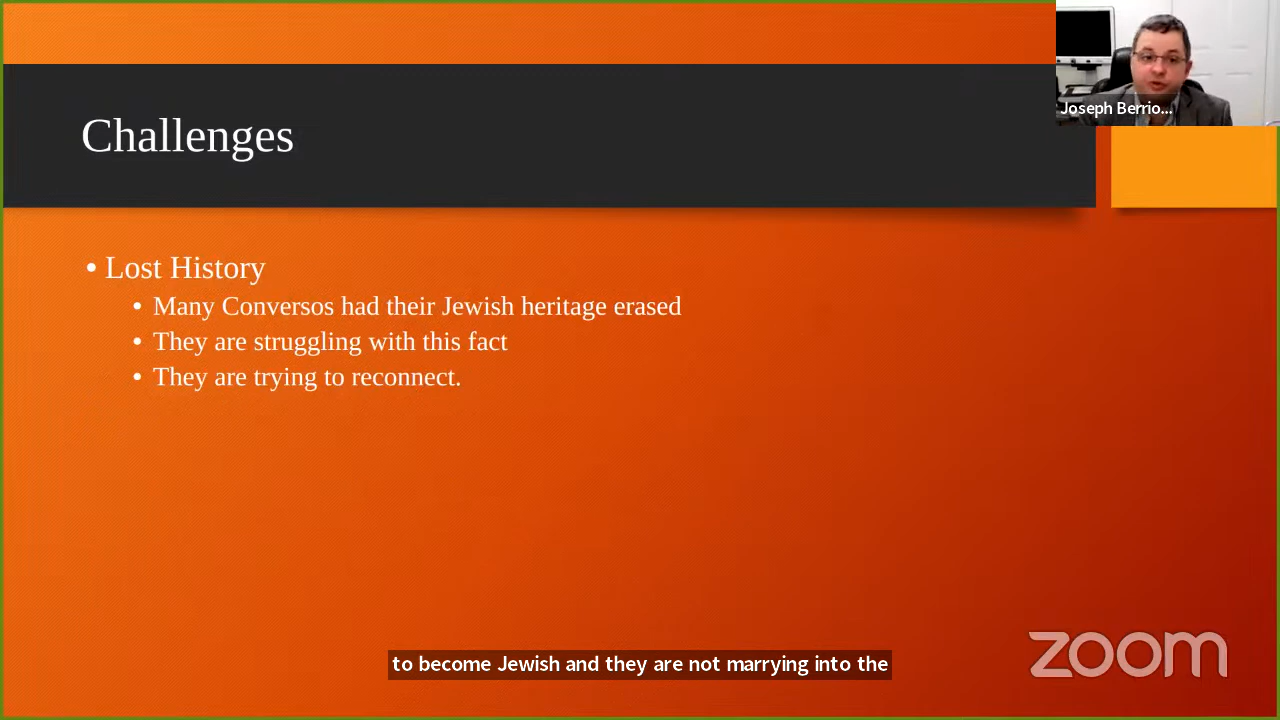 Joseph Berrio...
Challenges
• Lost History
• Many Conversos had their Jewish heritage erased
• They are struggling with this fact
• They are trying to reconnect.
to become Jewish and they are not marrying into the
zoom